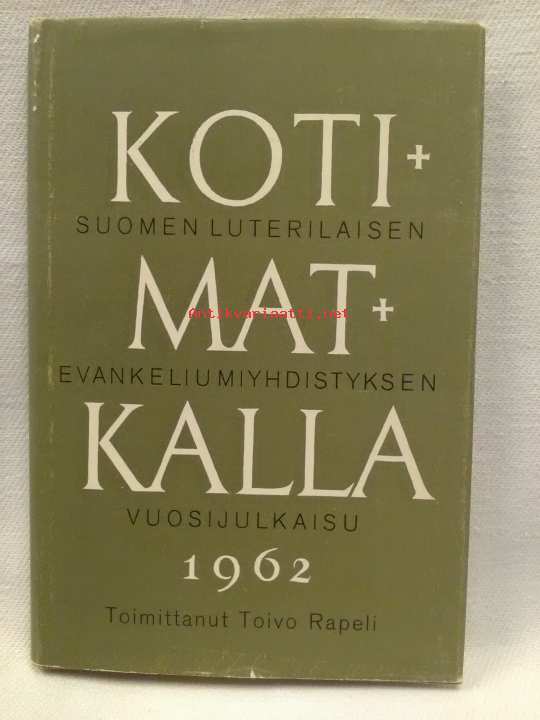 KOTI+
SUOMEN LUTERILAISEN
MAT+
Antikvariaatti.net
EVANKELIUMIYHDISTYKSEN
KALLA
VUOSIJULKAISU
1962
Toimittanut Toivo Rapeli